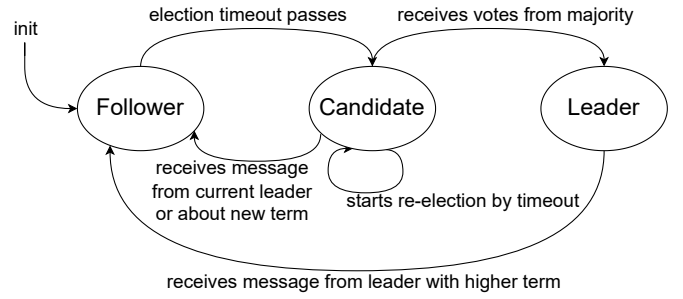 election timeout passes
receives votes from majority
init
Follower
Candidate
Leader
receives message
from current leader
or about new term
starts re-election by timeout
receives message from leader with higher term